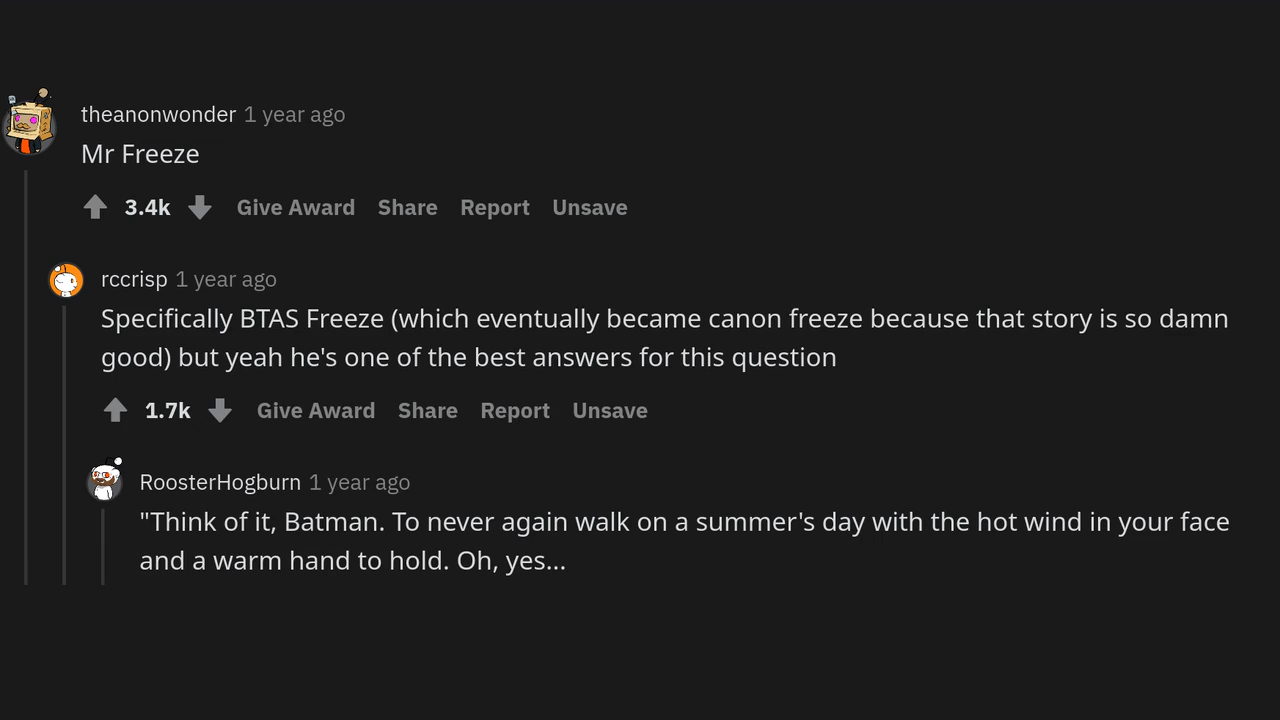 theanonwonder 1 year ago
Mr Freeze
3.4k Give Award Share Report Unsave
rccrisp 1 year ago
Specifically BTAS Freeze (which eventually became canon freeze because that story is so damn
good) but yeah he's one of the best answers for this question
1.7k Give Award Share Report Unsave
RoosterHogburn 1 year ago
"Think of it, Batman. To never again walk on a summer's day with the hot wind in your face
and a warm hand to hold. Oh, yes...